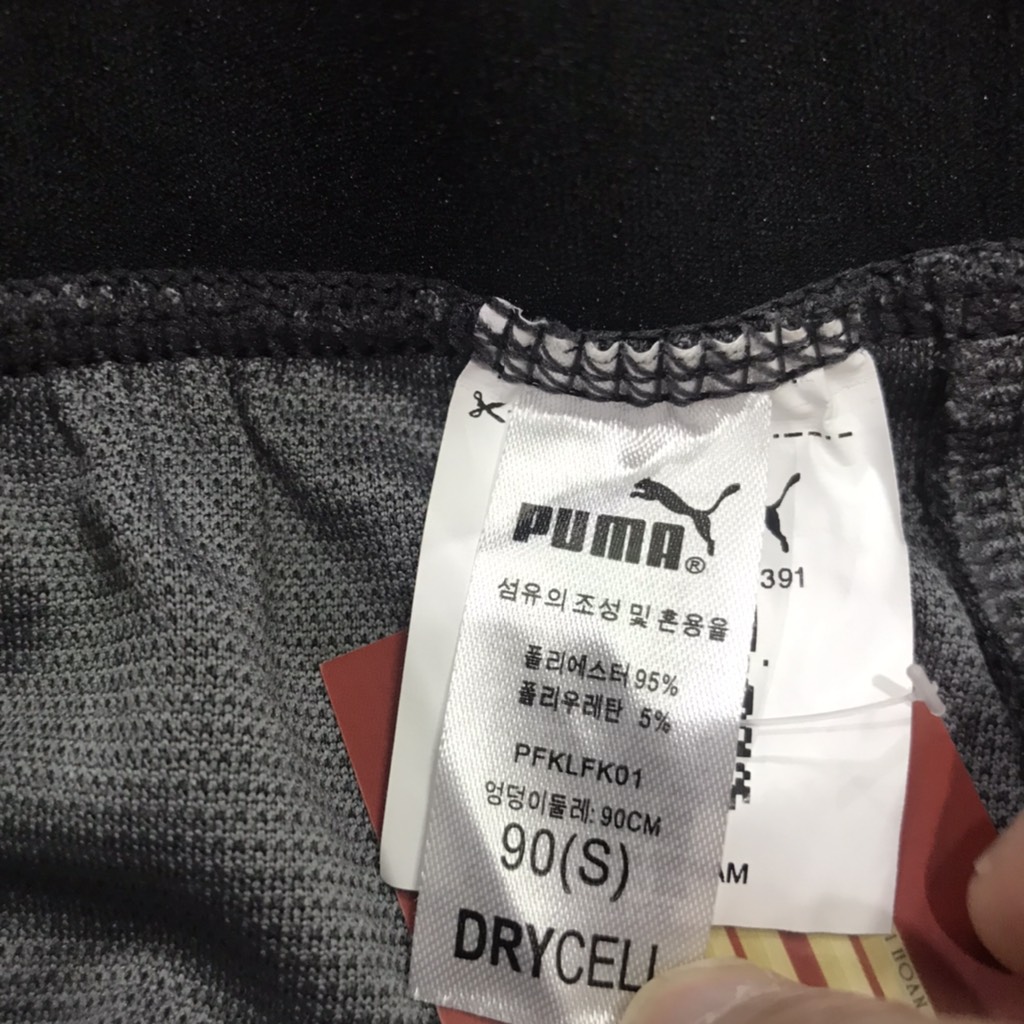 PUMA®
섬유의 조성 및 혼용율
폴리에스터 95%
폴리우레탄 5%
PFKLFK01
엉덩이둘레: 90CM
90(S)
DRYCELL
391
AM
HOAN